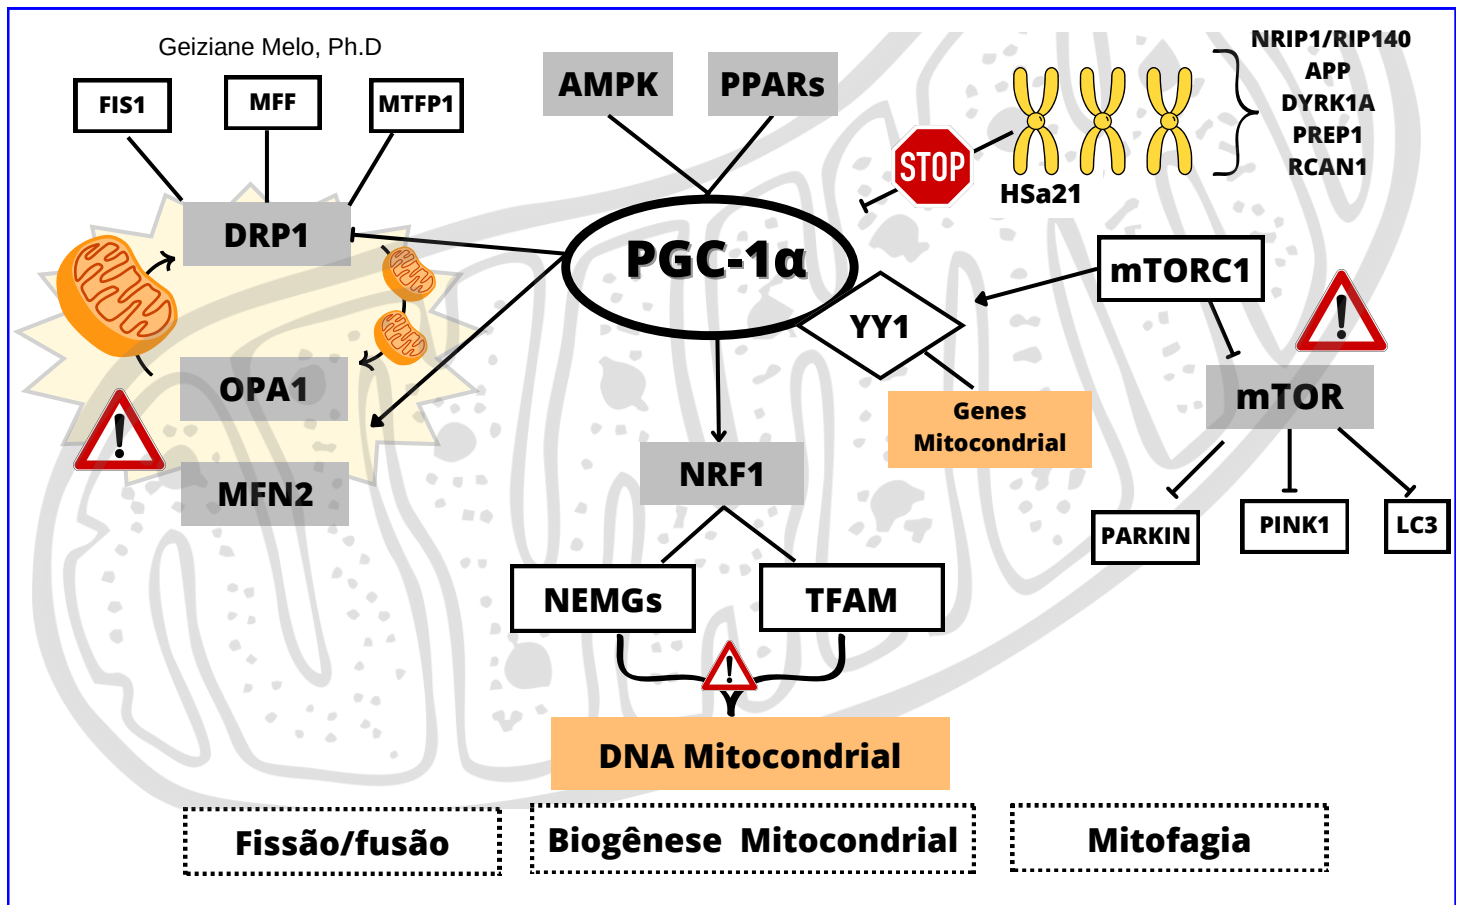 Geiziane Melo, Ph.D
FIS1
MFF
MTFP1
AMPK
PPARs
NRIP1/RIP140
APP
DYRK1A
PREP1
RCAN1
STOP
HSa21
DRP1
PGC-1α
mTORC1
YY1
OPA1
Genes
Mitocondrial
mTOR
MFN2
NRF1
PARKIN
PINK1
LC3
NEMGs
TFAM
DNA Mitocondrial
Fissão/fusão
Biogênese Mitocondrial
Mitofagia